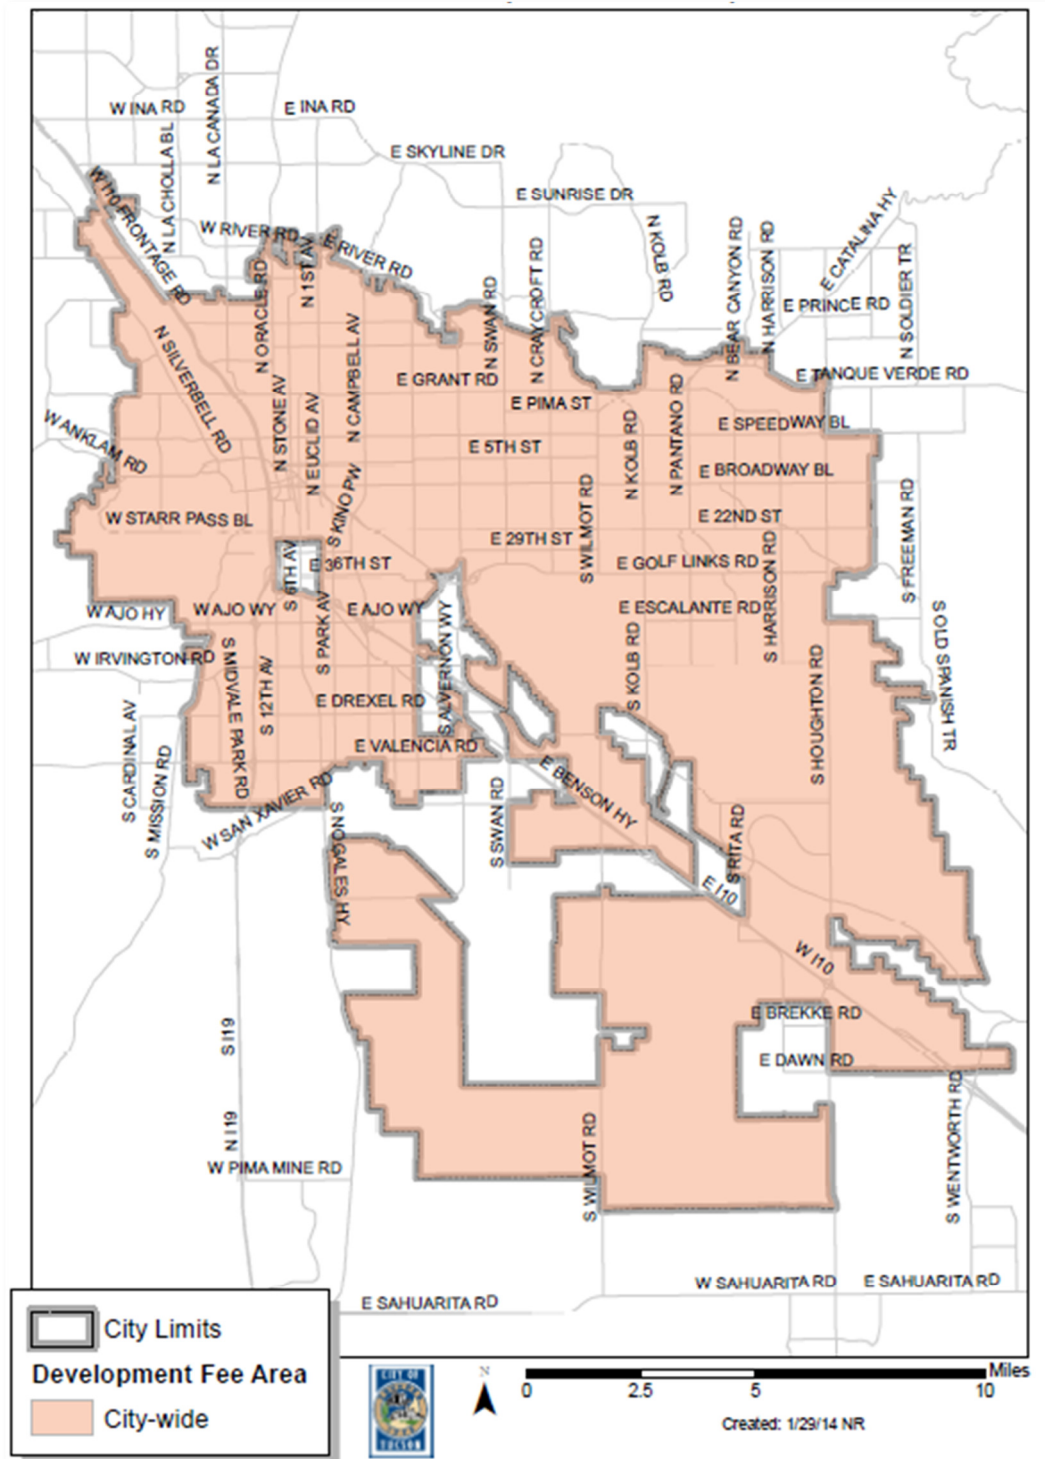 N LA CANADA DR
W INA RD
E INA RD
N LA CHOLLA BL
E SKYLINE DR
E SUNRISE DR
W I10 FRONTAGE RD
W RIVER RD
E RIVER RD
N 1ST AV
N KOLB RD
N BEAR CANYON RD
N HARRISON RD
E CATALINA HY
N ORACLE RD
N SWAN RD
N CRAYCROFT RD
E PRINCE RD
N SOLDIER TR
N SILVERBELL RD
N CAMPBELL AV
N STONE AV
N EUCLID AV
E GRANT RD
E PIMA ST
N PANTANO RD
E TANQUE VERDE RD
W ANKLAM RD
E 5TH ST
N KOLB RD
E SPEEDWAY BL
E BROADWAY BL
S KINO PW
S WILMOT RD
W STARR PASS BL
E 22ND ST
E 29TH ST
S FREEMAN RD
S 6TH AV
E 36TH ST
E GOLF LINKS RD
S HARRISON RD
W AJO HY
W AJO WY
E AJO WY
E ESCALANTE RD
S PARK AV
S ALVERNON WY
S KOLB RD
S OLD SPANISH TR
W IRVINGTON RD
S MIDVALE PARK RD
S 12TH AV
E DREXEL RD
S HOUGHTON RD
S CARDINAL AV
S MISSION RD
E VALENCIA RD
E BENSON HY
W SAN XAVIER RD
S SWAN RD
S RITA RD
S NOGALES HY
E I10
W I10
S I19
E BREKKE RD
E DAWN RD
N I19
S WILMOT RD
S WENTWORTH RD
W PIMA MINE RD
W SAHUARITA RD
E SAHUARITA RD
E SAHUARITA RD
City Limits
Development Fee Area
City-wide
CITY OF
TUCSON
N
Miles
0 2.5 5 10
Created: 1/29/14 NR